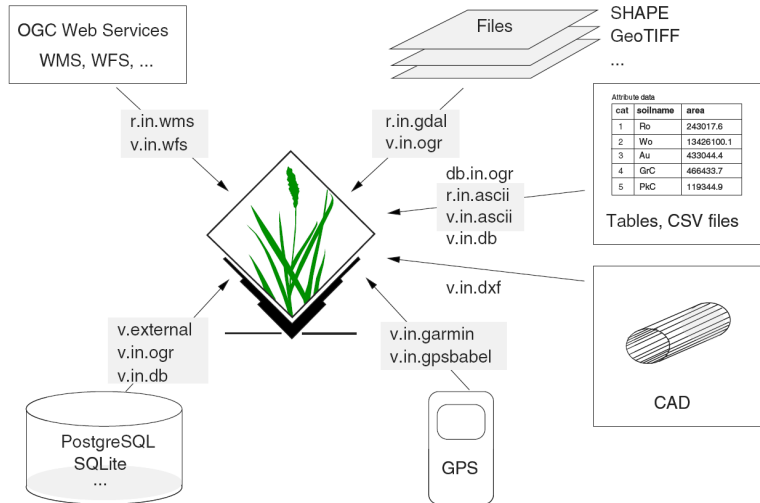 OGC Web Services
WMS, WFS, ...
Files
SHAPE
GeoTIFF
...
r.in.wms
v.in.wfs
r.in.gdal
v.in.ogr
Attribute data
cat soilname area
1 Ro 243017.6
2 Wo 13426100.1
3 Au 433044.4
4 GrC 466433.7
5 PkC 119344.9
Tables, CSV files
db.in.ogr
r.in.ascii
v.in.ascii
v.in.db
v.in.dxf
CAD
v.external
v.in.ogr
v.in.db
v.in.garmin
v.in.gpsbabel
PostgreSQL
SQLite
...
GPS